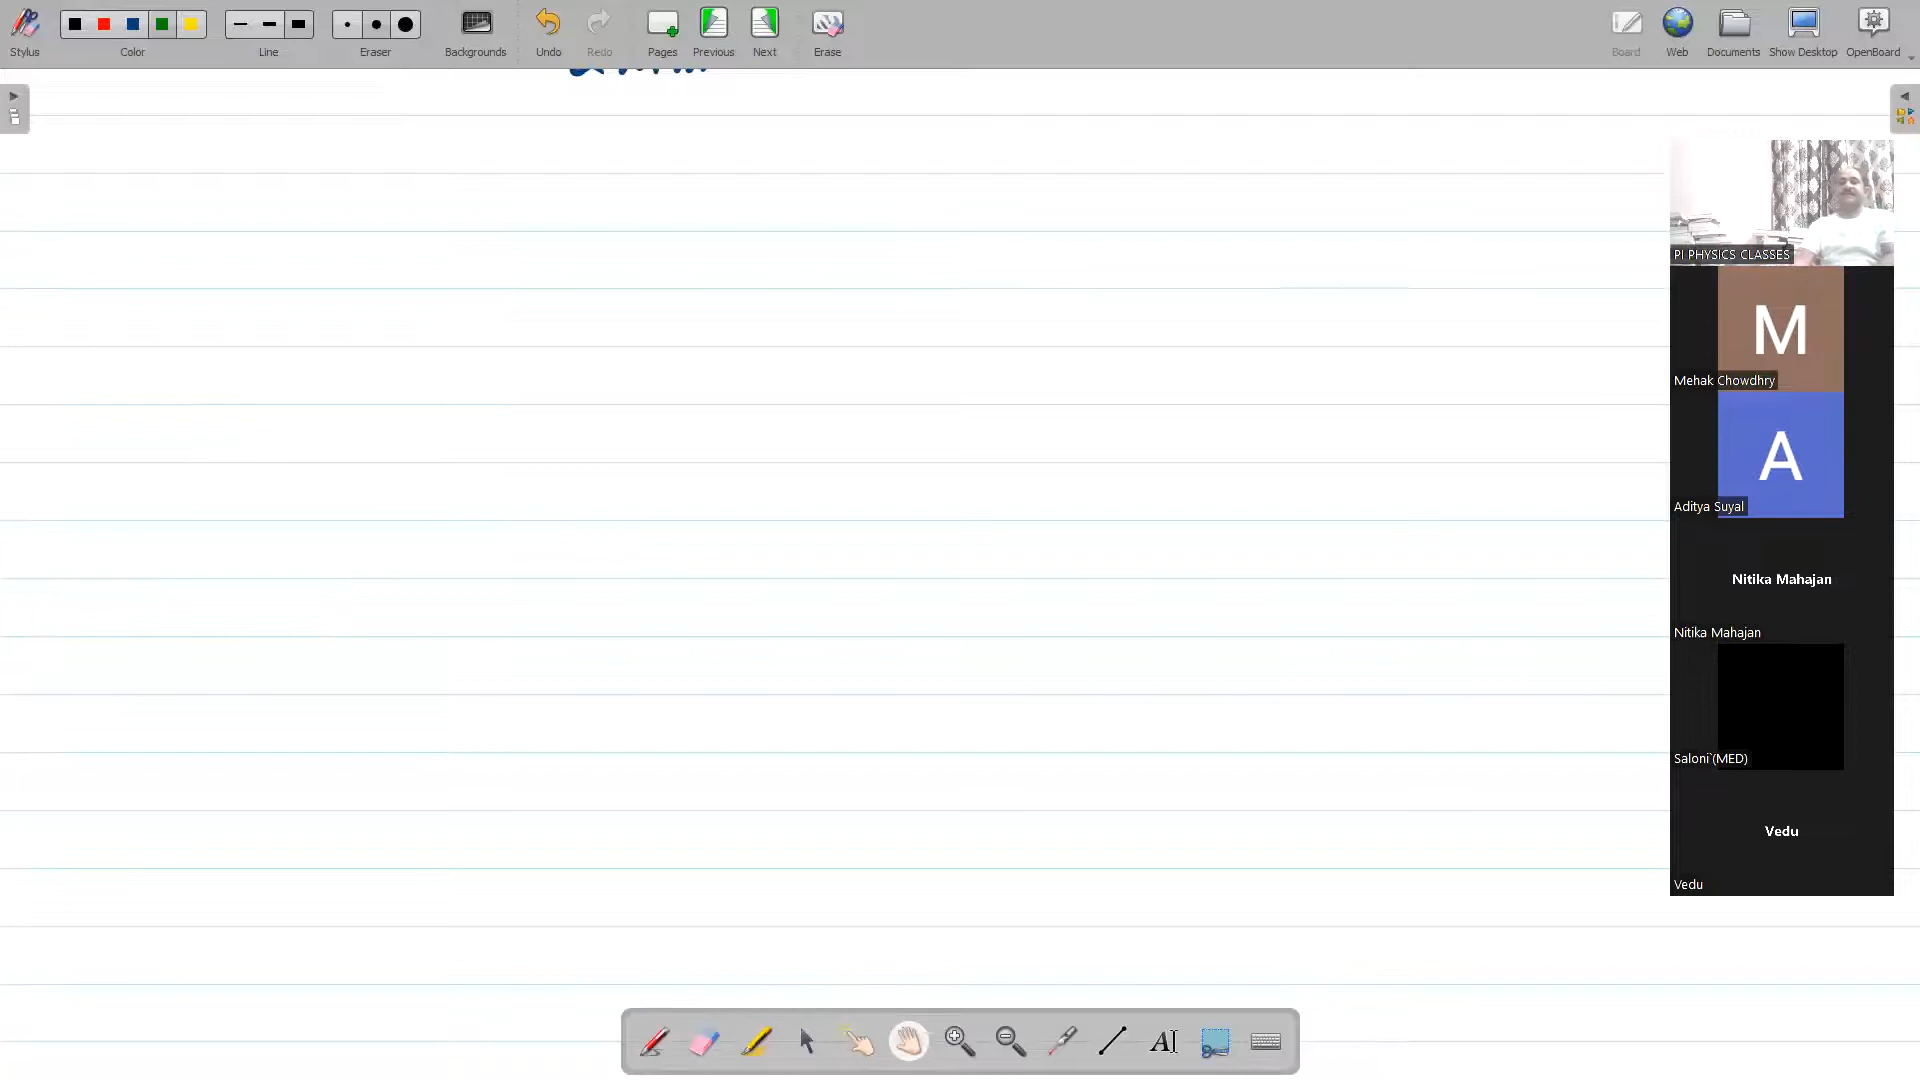 Stylus
Color
Line
Eraser
Backgrounds
Undo
Redo
Pages
Previous
Next
Erase
Board
Web
Documents
Show Desktop
OpenBoard
PI PHYSICS CLASSES
M
Mehak Chowdhry
A
Aditya Suyal
Nitika Mahajan
Nitika Mahajan
Saloni`(MED)
Vedu
Vedu